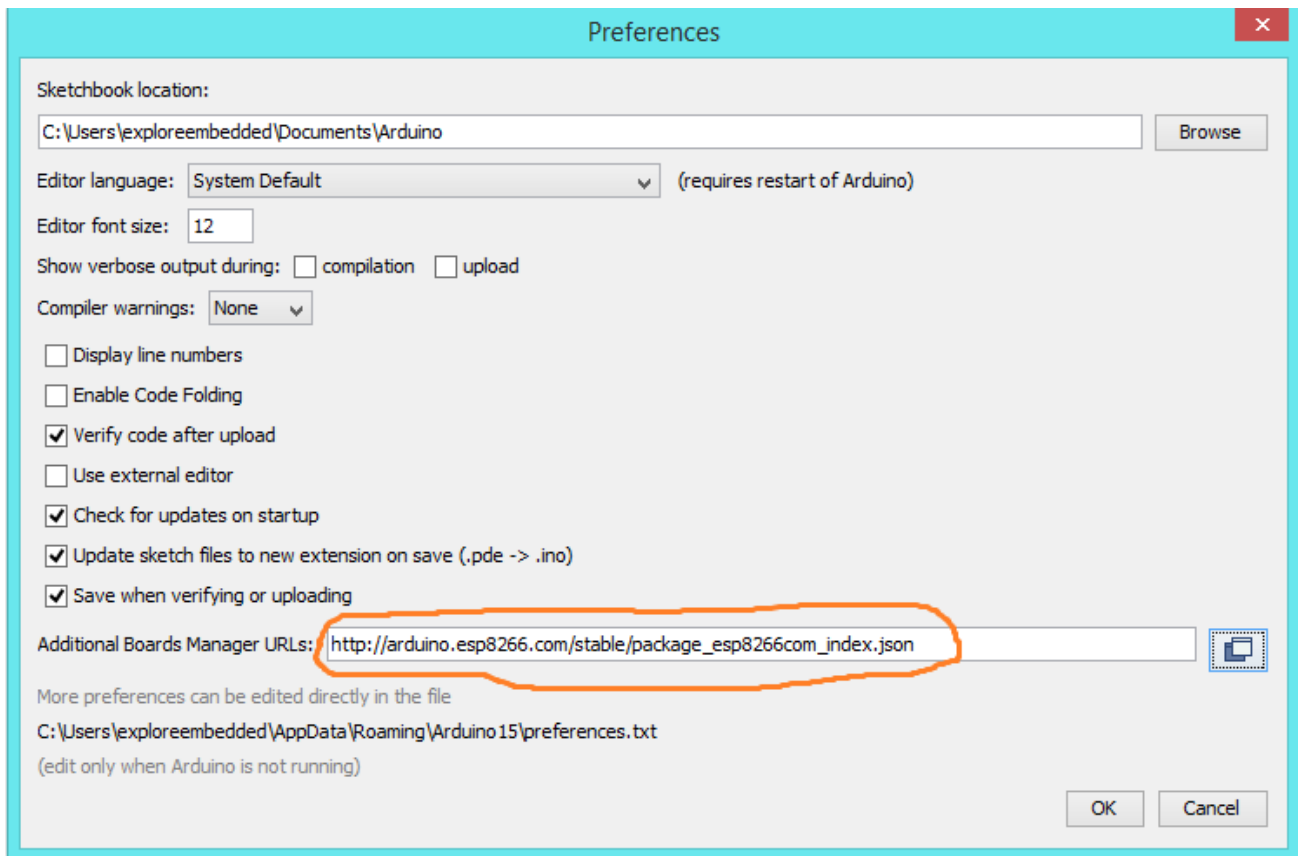 Preferences
Sketchbook location:
C:\Users\exploreembedded\Documents\Arduino Browse
Editor language: System Default (requires restart of Arduino)
Editor font size: 12
Show verbose output during: compilation upload
Compiler warnings: None
Display line numbers
Enable Code Folding
Verify code after upload
Use external editor
Check for updates on startup
Update sketch files to new extension on save (.pde -> .ino)
Save when verifying or uploading
Additional Boards Manager URLs: http://arduino.esp8266.com/stable/package_esp8266com_index.json
More preferences can be edited directly in the file
C:\Users\exploreembedded\AppData\Roaming\Arduino15\preferences.txt
(edit only when Arduino is not running)
OK Cancel